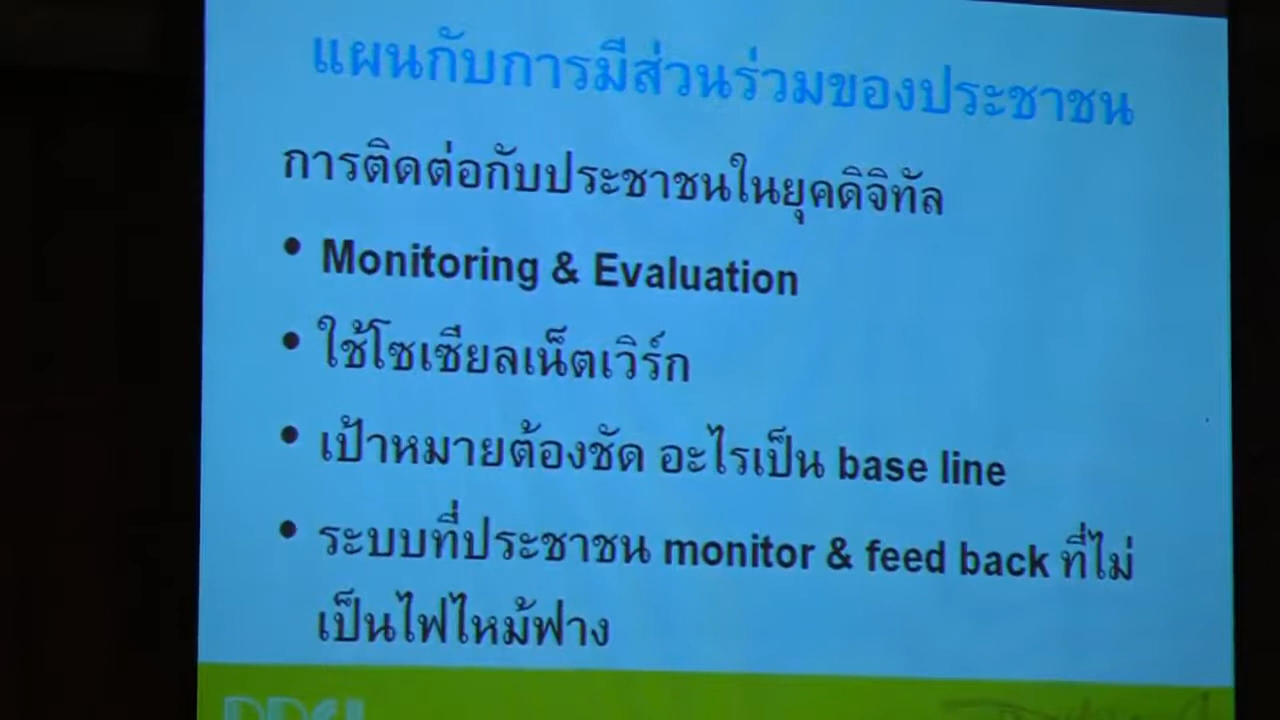 แผนกับการมีส่วนร่วมของประชาชน
การติดต่อกับประชาชนในยุคดิจิทัล
• Monitoring & Evaluation
• ใช้โซเซียลเน็ตเวิร์ก
• เป้าหมายต้องชัด อะไรเป็น base line
• ระบบที่ประชาชน monitor & feed back ที่ไม่
เป็นไฟไหม้ฟาง